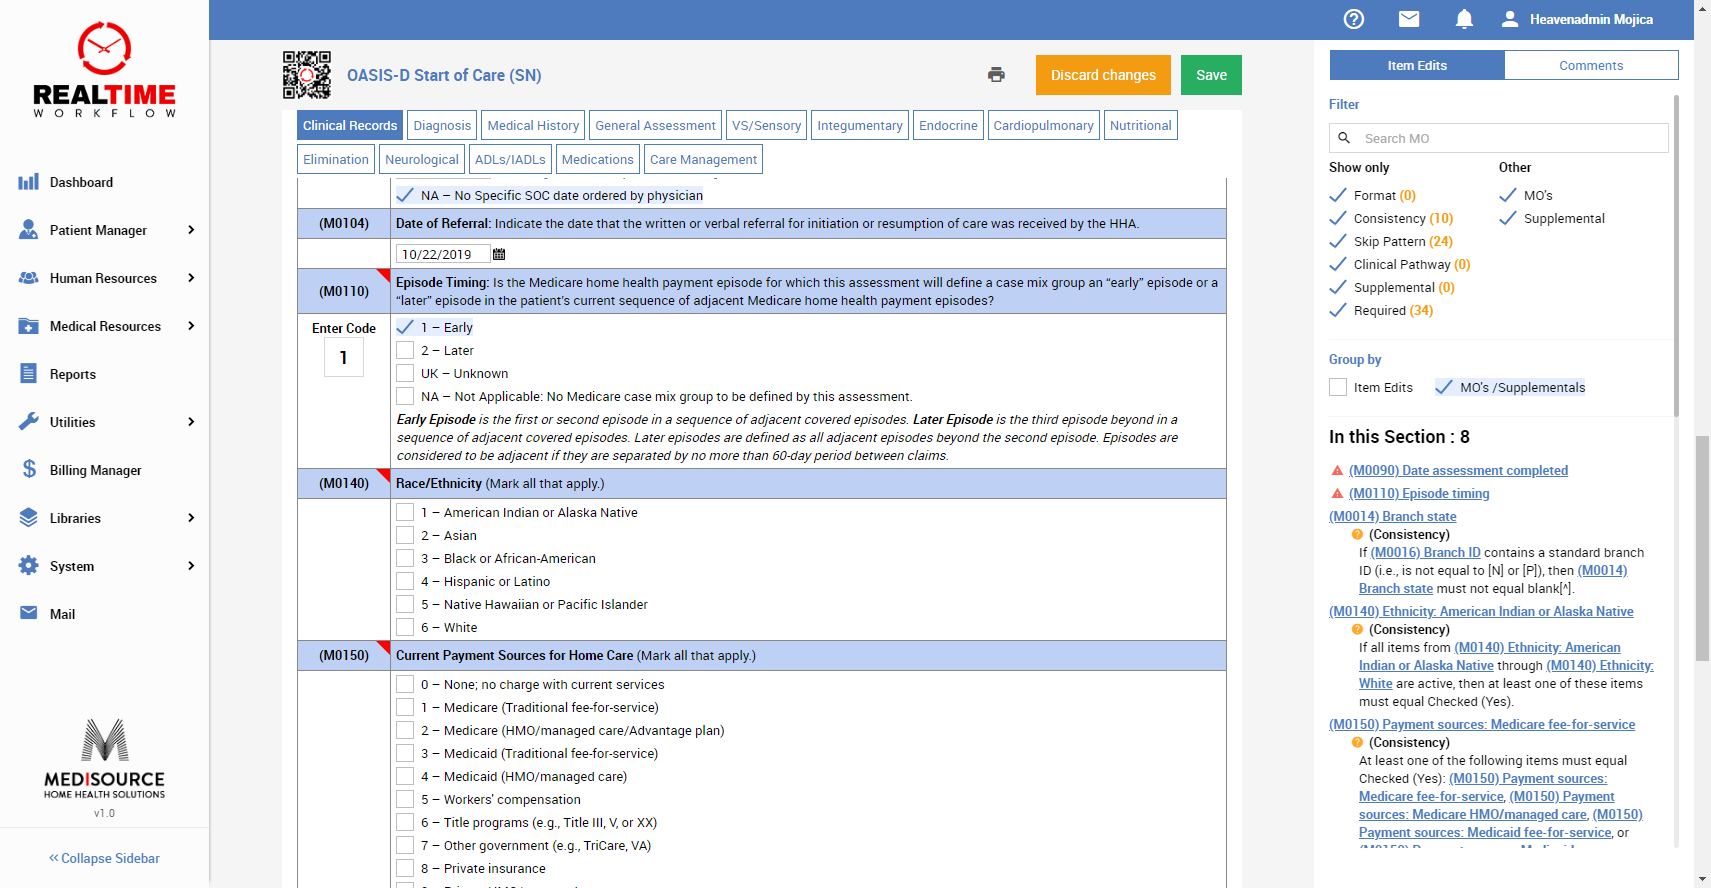 REALTIME
WORKFLOW
Dashboard
Patient Manager
Human Resources
Medical Resources
Reports
Utilities
Billing Manager
Libraries
System
Mail
MEDISOURCE
HOME HEALTH SOLUTIONS
v1.0
Collapse Sidebar
Heavenadmin Mojica
OASIS-D Start of Care (SN)
Discard changes
Save
Clinical Records
Diagnosis
Medical History
General Assessment
VS/Sensory
Integumentary
Endocrine
Cardiopulmonary
Nutritional
Elimination
Neurological
ADLs/IADLs
Medications
Care Management
NA – No Specific SOC date ordered by physician
(M0104) Date of Referral: Indicate the date that the written or verbal referral for initiation or resumption of care was received by the HHA.
10/22/2019
(M0110) Episode Timing: Is the Medicare home health payment episode for which this assessment will define a case mix group an “early” episode or a
“later” episode in the patient’s current sequence of adjacent Medicare home health payment episodes?
Enter Code
1
1 – Early
2 – Later
UK – Unknown
NA – Not Applicable: No Medicare case mix group to be defined by this assessment.
Early Episode is the first or second episode in a sequence of adjacent covered episodes. Later Episode is the third episode beyond in a
sequence of adjacent covered episodes. Later episodes are defined as all adjacent episodes beyond the second episode. Episodes are
considered to be adjacent if they are separated by no more than 60-day period between claims.
(M0140) Race/Ethnicity (Mark all that apply.)
1 – American Indian or Alaska Native
2 – Asian
3 – Black or African-American
4 – Hispanic or Latino
5 – Native Hawaiian or Pacific Islander
6 – White
(M0150) Current Payment Sources for Home Care (Mark all that apply.)
0 – None; no charge with current services
1 – Medicare (Traditional fee-for-service)
2 – Medicare (HMO/managed care/Advantage plan)
3 – Medicaid (Traditional fee-for-service)
4 – Medicaid (HMO/managed care)
5 – Workers' compensation
6 – Title programs (e.g., Title III, V, or XX)
7 – Other government (e.g., TriCare, VA)
8 – Private insurance
Item Edits
Comments
Filter
Search MO
Show only
Other
Format (0)
MO's
Consistency (10)
Supplemental
Skip Pattern (24)
Clinical Pathway (0)
Supplemental (0)
Required (34)
Group by
Item Edits
MO's /Supplementals
In this Section : 8
(M0090) Date assessment completed
(M0110) Episode timing
(M0014) Branch state
(Consistency)
If (M0016) Branch ID contains a standard branch
ID (i.e., is not equal to [N] or [P]), then (M0014)
Branch state must not equal blank[^].
(M0140) Ethnicity: American Indian or Alaska Native
(Consistency)
If all items from (M0140) Ethnicity: American
Indian or Alaska Native through (M0140) Ethnicity:
White are active, then at least one of these items
must equal Checked (Yes).
(M0150) Payment sources: Medicare fee-for-service
(Consistency)
At least one of the following items must equal
Checked (Yes): (M0150) Payment sources:
Medicare fee-for-service, (M0150) Payment
sources: Medicare HMO/managed care, (M0150)
Payment sources: Medicaid fee-for-service, or